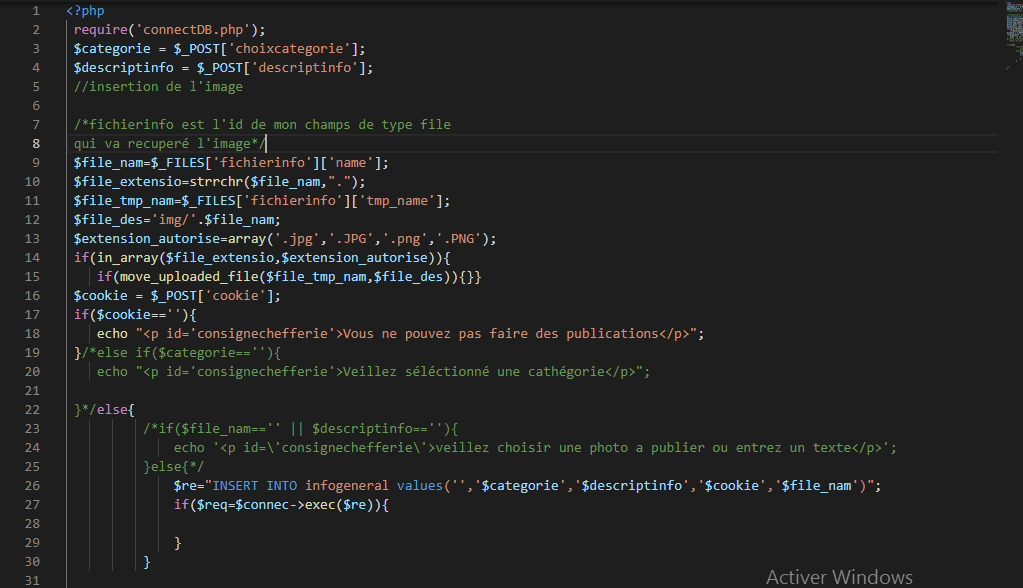 1 <?php
2 require('connectDB.php');
3 $categorie = $_POST['choixcategorie'];
4 $descriptinfo = $_POST['descriptinfo'];
5 //insertion de l'image
6
7 /*fichierinfo est l'id de mon champs de type file
8 qui va recuperé l'image*/
9 $file_nam=$_FILES['fichierinfo']['name'];
10 $file_extensio=strrchr($file_nam,".");
11 $file_tmp_nam=$_FILES['fichierinfo']['tmp_name'];
12 $file_des='img/'.$file_nam;
13 $extension_autorise=array('.jpg','.JPG','.png','.PNG');
14 if(in_array($file_extensio,$extension_autorise)){
15 if(move_uploaded_file($file_tmp_nam,$file_des)){}}
16 $cookie = $_POST['cookie'];
17 if($cookie==''){
18 echo "<p id='consignechefferie'>Vous ne pouvez pas faire des publications</p>";
19 }/*else if($categorie==''){
20 echo "<p id='consignechefferie'>Veillez séléctionné une cathégorie</p>";
21
22 }*/else{
23 /*if($file_nam=='' || $descriptinfo==''){
24 echo '<p id=\'consignechefferie\'>veillez choisir une photo a publier ou entrez un texte</p>';
25 }else{*/
26 $re="INSERT INTO infogeneral values('','$categorie','$descriptinfo','$cookie','$file_nam')";
27 if($req=$connec->exec($re)){
28
29 }
30 }
31
Activer Windows